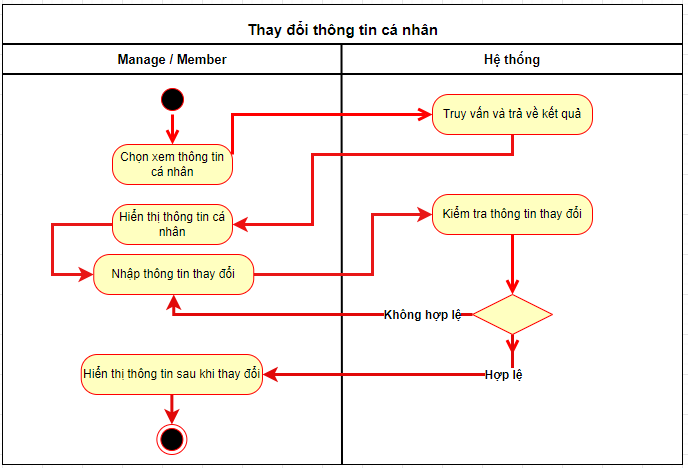 Thay đổi thông tin cá nhân
Manage / Member
Hệ thống
Truy vấn và trả về kết quả
Chọn xem thông tin
cá nhân
Hiển thị thông tin cá
nhân
Kiểm tra thông tin thay đổi
Nhập thông tin thay đổi
Không hợp lệ
Hiển thị thông tin sau khi thay đổi
Hợp lệ